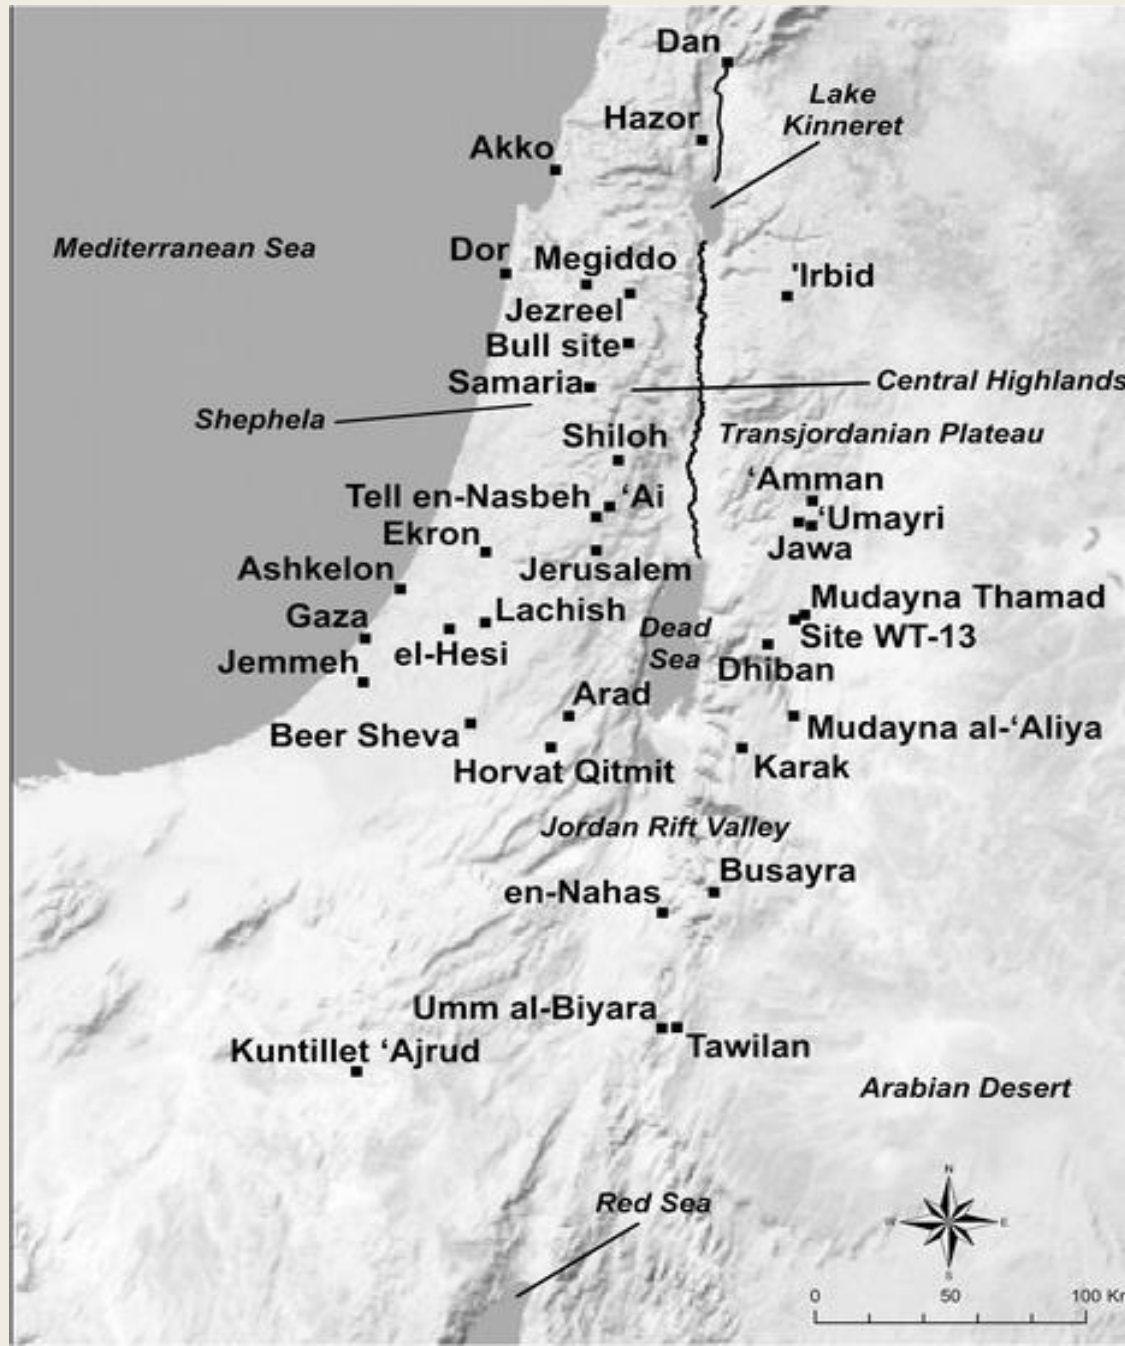 Dan
Lake
Kinneret
Hazor
Akko
Mediterranean Sea
Dor
Megiddo
'Irbid
Jezreel
Bull site
Samaria
Central Highlands
Shephela
Shiloh
Transjordanian Plateau
‘Amman
Tell en-Nasbeh
‘Ai
‘Umayri
Ekron
Jawa
Jerusalem
Ashkelon
Mudayna Thamad
Gaza
Lachish
Site WT-13
Dead
Sea
el-Hesi
Jemmeh
Dhiban
Arad
Mudayna al-‘Aliya
Beer Sheva
Horvat Qitmit
Karak
Jordan Rift Valley
Busayra
en-Nahas
Umm al-Biyara
Tawilan
Kuntillet ‘Ajrud
Arabian Desert
Red Sea
N
W E
S
0 50 100 Km